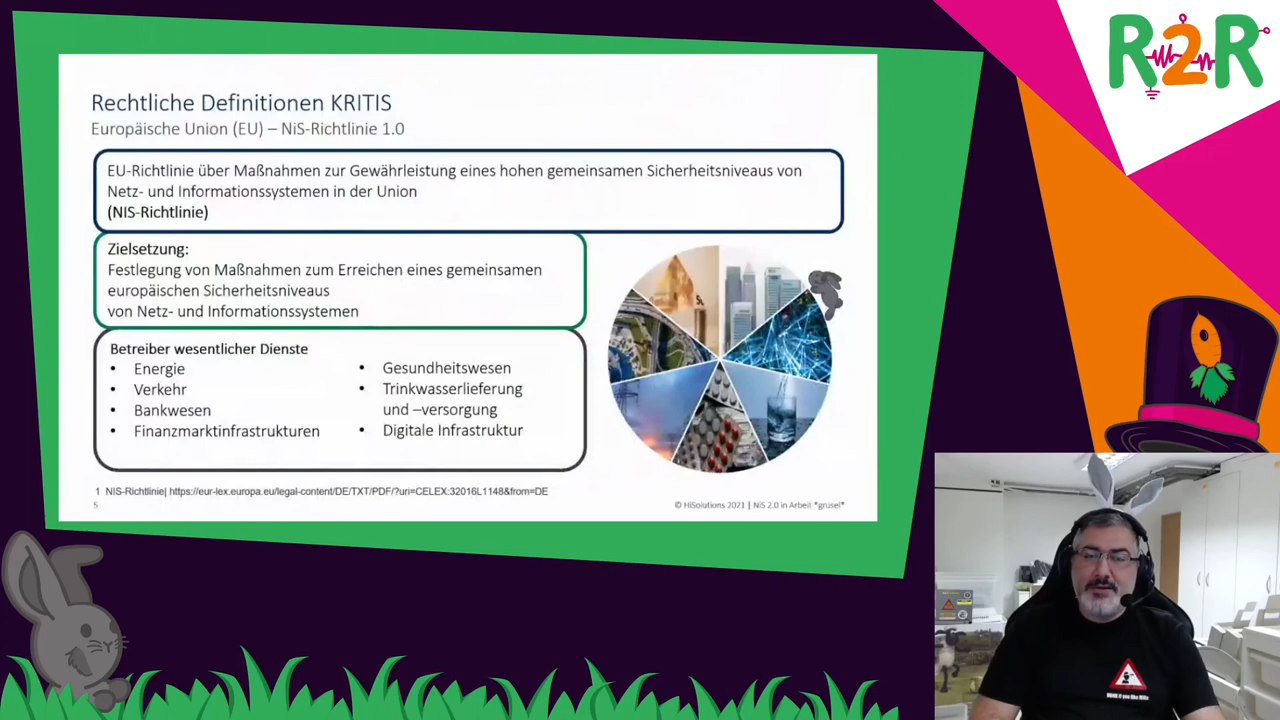 R2R
Rechtliche Definitionen KRITIS
Europäische Union (EU) – NiS-Richtlinie 1.0
EU-Richtlinie über Maßnahmen zur Gewährleistung eines hohen gemeinsamen Sicherheitsniveaus von
Netz- und Informationssystemen in der Union
(NIS-Richtlinie)
Zielsetzung:
Festlegung von Maßnahmen zum Erreichen eines gemeinsamen
europäischen Sicherheitsniveaus
von Netz- und Informationssystemen
Betreiber wesentlicher Dienste
• Energie
• Verkehr
• Bankwesen
• Finanzmarktinfrastrukturen
• Gesundheitswesen
• Trinkwasserlieferung
und –versorgung
• Digitale Infrastruktur
1 NIS-Richtlinie| https://eur-lex.europa.eu/legal-content/DE/TXT/PDF/?uri=CELEX:32016L1148&from=DE
5
© HiSolutions 2021 | NiS 2.0 in Arbeit *grusel*